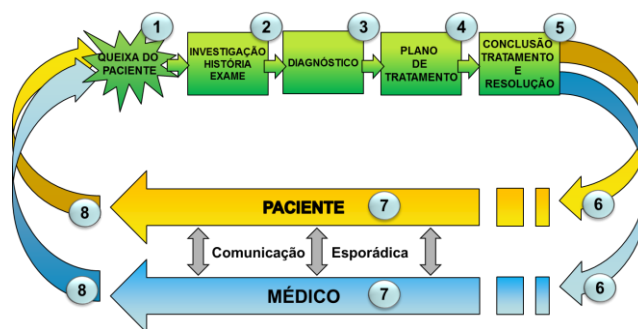 1
QUEIXA DO
PACIENTE
2
INVESTIGAÇÃO
HISTÓRIA
EXAME
3
DIAGNÓSTICO
4
PLANO
DE
TRATAMENTO
5
CONCLUSÃO
TRATAMENTO
E
RESOLUÇÃO
8
PACIENTE
7
6
Comunicação Esporádica
8
MÉDICO
7
6